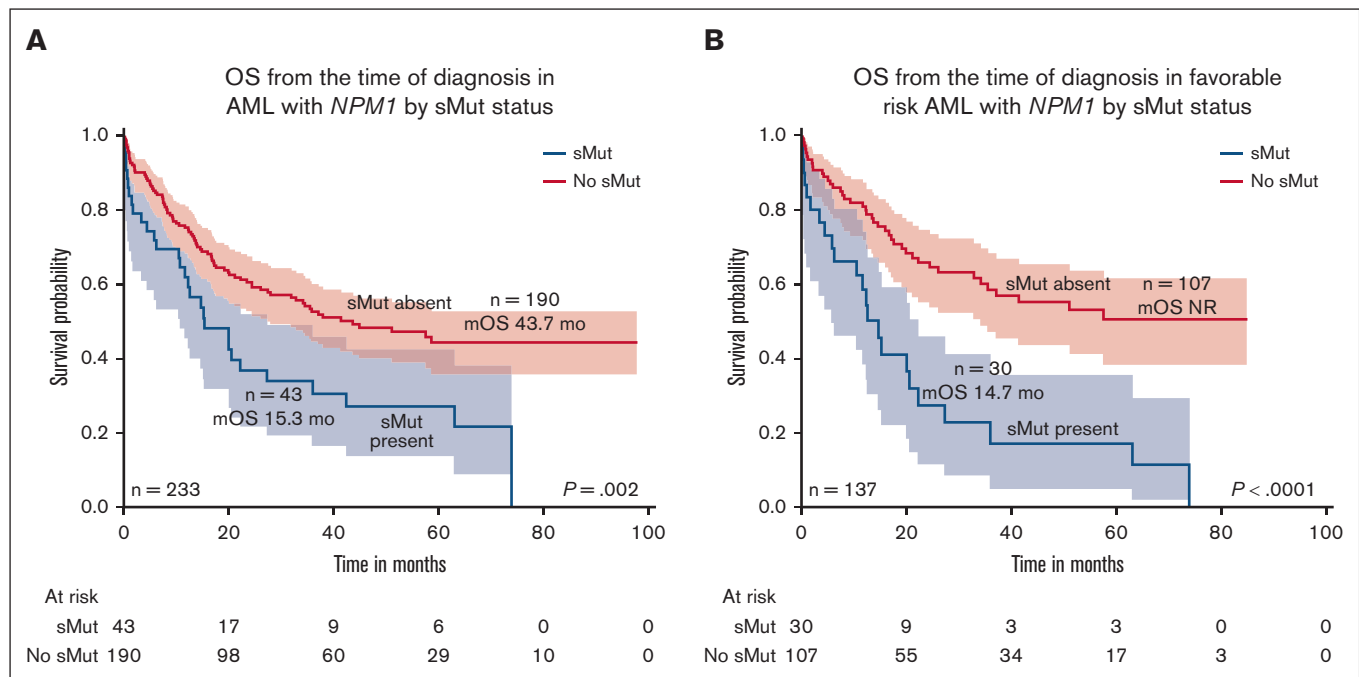 A
OS from the time of diagnosis in
AML with NPM1 by sMut status
Survival probability
1.0
0.8
0.6
0.4
0.2
0.0
sMut
No sMut
sMut absent
n = 190
mOS 43.7 mo
n = 43
mOS 15.3 mo
sMut
present
n = 233
P = .002
0 20 40 60 80 100
Time in months
At risk
sMut 43 17 9 6 0 0
No sMut 190 98 60 29 10 0
B
OS from the time of diagnosis in favorable
risk AML with NPM1 by sMut status
Survival probability
1.0
0.8
0.6
0.4
0.2
0.0
sMut
No sMut
sMut absent
n = 107
mOS NR
n = 30
mOS 14.7 mo
sMut present
n = 137
P < .0001
0 20 40 60 80 100
Time in months
At risk
sMut 30 9 3 3 0 0
No sMut 107 55 34 17 3 0